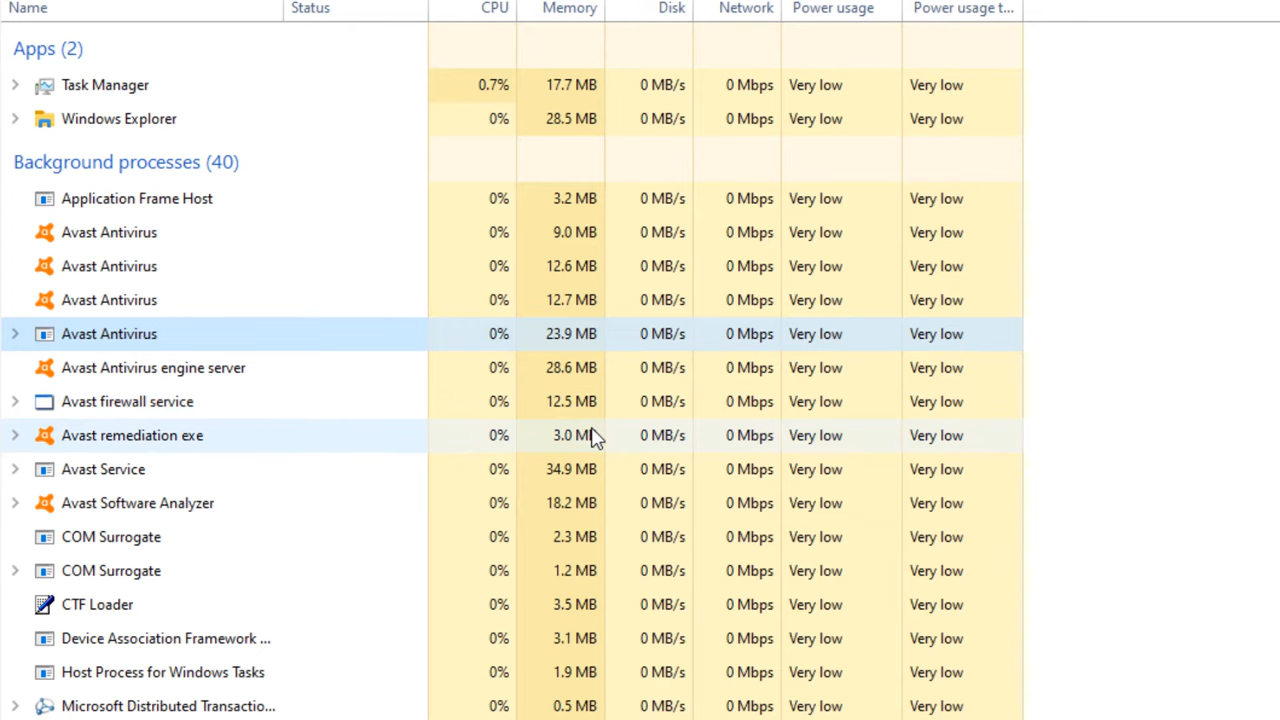 Name Status CPU Memory Disk Network Power usage Power usage t...
Apps (2)
Task Manager 0.7% 17.7 MB 0 MB/s 0 Mbps Very low Very low
Windows Explorer 0% 28.5 MB 0 MB/s 0 Mbps Very low Very low
Background processes (40)
Application Frame Host 0% 3.2 MB 0 MB/s 0 Mbps Very low Very low
Avast Antivirus 0% 9.0 MB 0 MB/s 0 Mbps Very low Very low
Avast Antivirus 0% 12.6 MB 0 MB/s 0 Mbps Very low Very low
Avast Antivirus 0% 12.7 MB 0 MB/s 0 Mbps Very low Very low
Avast Antivirus 0% 23.9 MB 0 MB/s 0 Mbps Very low Very low
Avast Antivirus engine server 0% 28.6 MB 0 MB/s 0 Mbps Very low Very low
Avast firewall service 0% 12.5 MB 0 MB/s 0 Mbps Very low Very low
Avast remediation exe 0% 3.0 MB 0 MB/s 0 Mbps Very low Very low
Avast Service 0% 34.9 MB 0 MB/s 0 Mbps Very low Very low
Avast Software Analyzer 0% 18.2 MB 0 MB/s 0 Mbps Very low Very low
COM Surrogate 0% 2.3 MB 0 MB/s 0 Mbps Very low Very low
COM Surrogate 0% 1.2 MB 0 MB/s 0 Mbps Very low Very low
CTF Loader 0% 3.5 MB 0 MB/s 0 Mbps Very low Very low
Device Association Framework ... 0% 3.1 MB 0 MB/s 0 Mbps Very low Very low
Host Process for Windows Tasks 0% 1.9 MB 0 MB/s 0 Mbps Very low Very low
Microsoft Distributed Transactio... 0% 0.5 MB 0 MB/s 0 Mbps Very low Very low